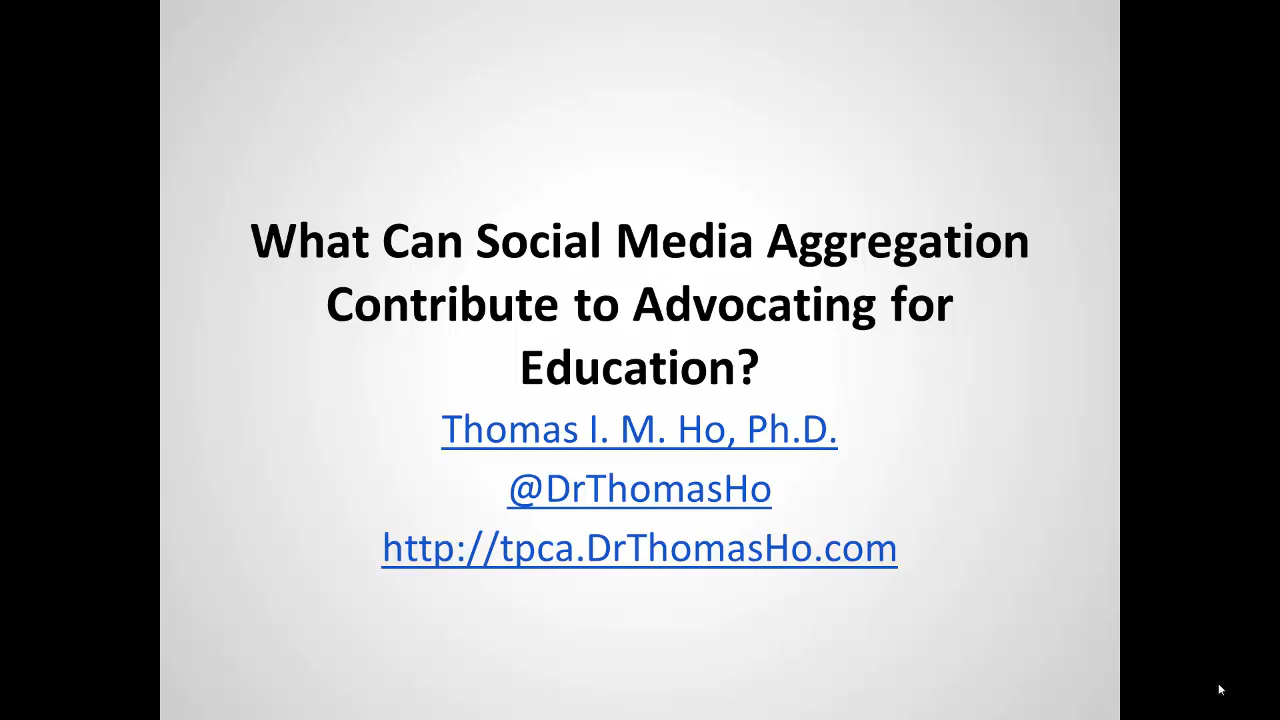 What Can Social Media Aggregation
Contribute to Advocating for
Education?
Thomas I. M. Ho, Ph.D.
@DrThomasHo
http://tpca.DrThomasHo.com